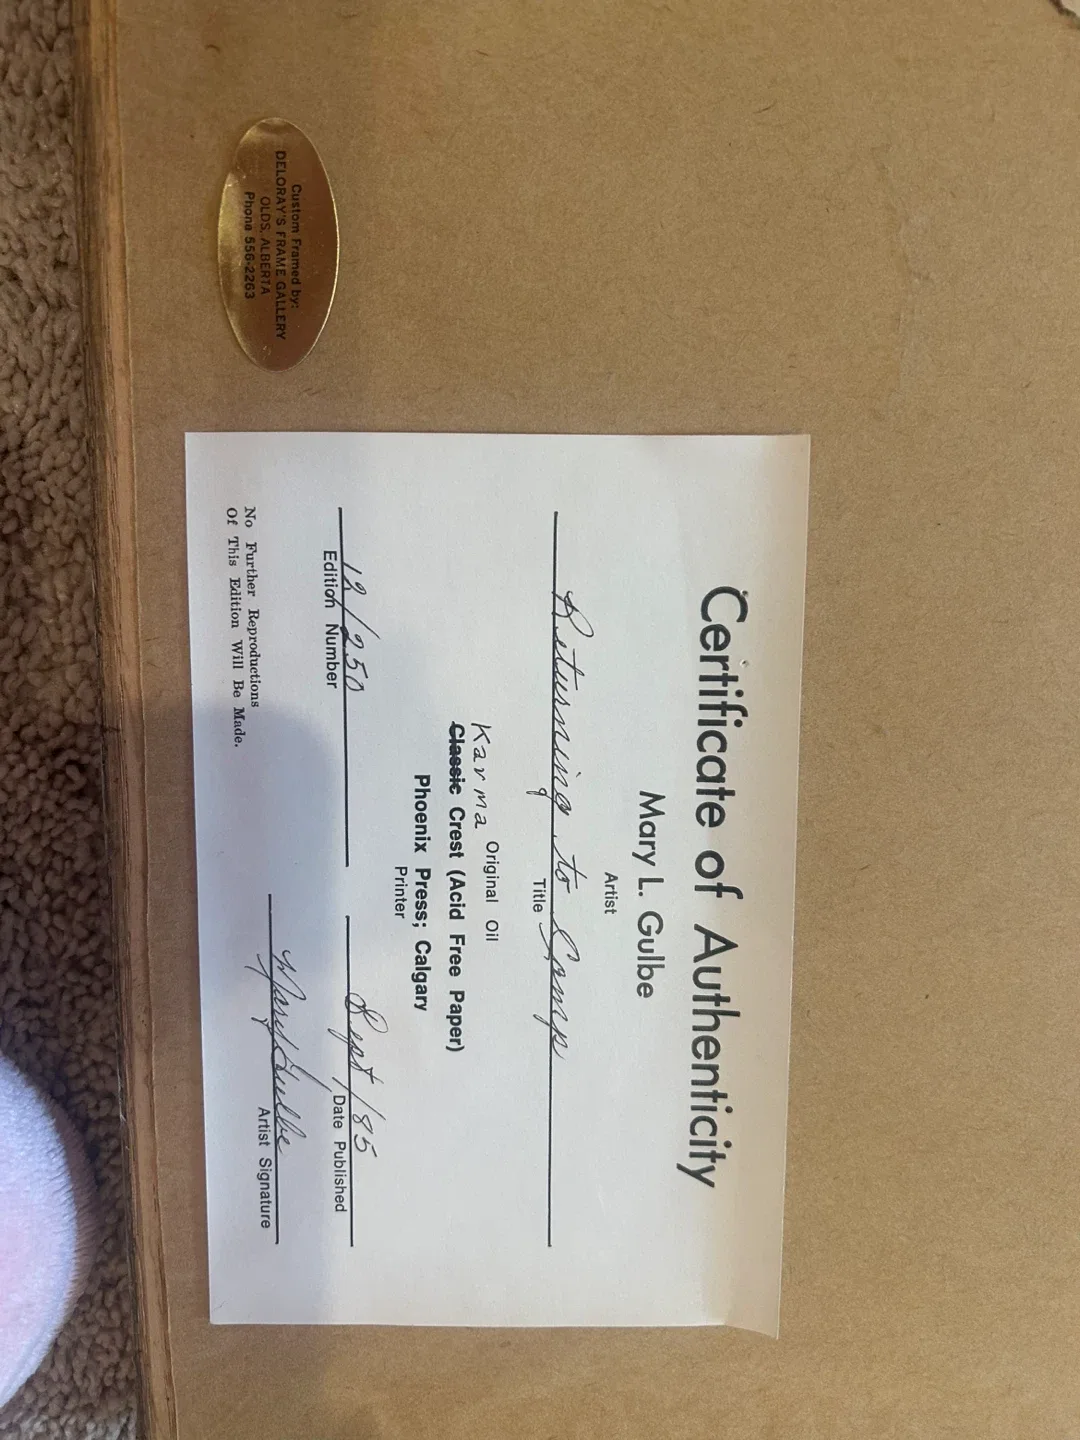 Certificate of Authenticity
Mary L. Gulbe
Artist
Returning to Camp
Title
Original Oil
Karma
Classic Crest (Acid Free Paper)
Phoenix Press; Calgary
Printer
12/250
Edition Number
Sept/85
Date Published
Mary Gulbe
Artist Signature
No Further Reproductions
Of This Edition Will Be Made.
Custom Framed by:
DELORAY'S FRAME GALLERY
OLDS, ALBERTA
Phone 556-2263